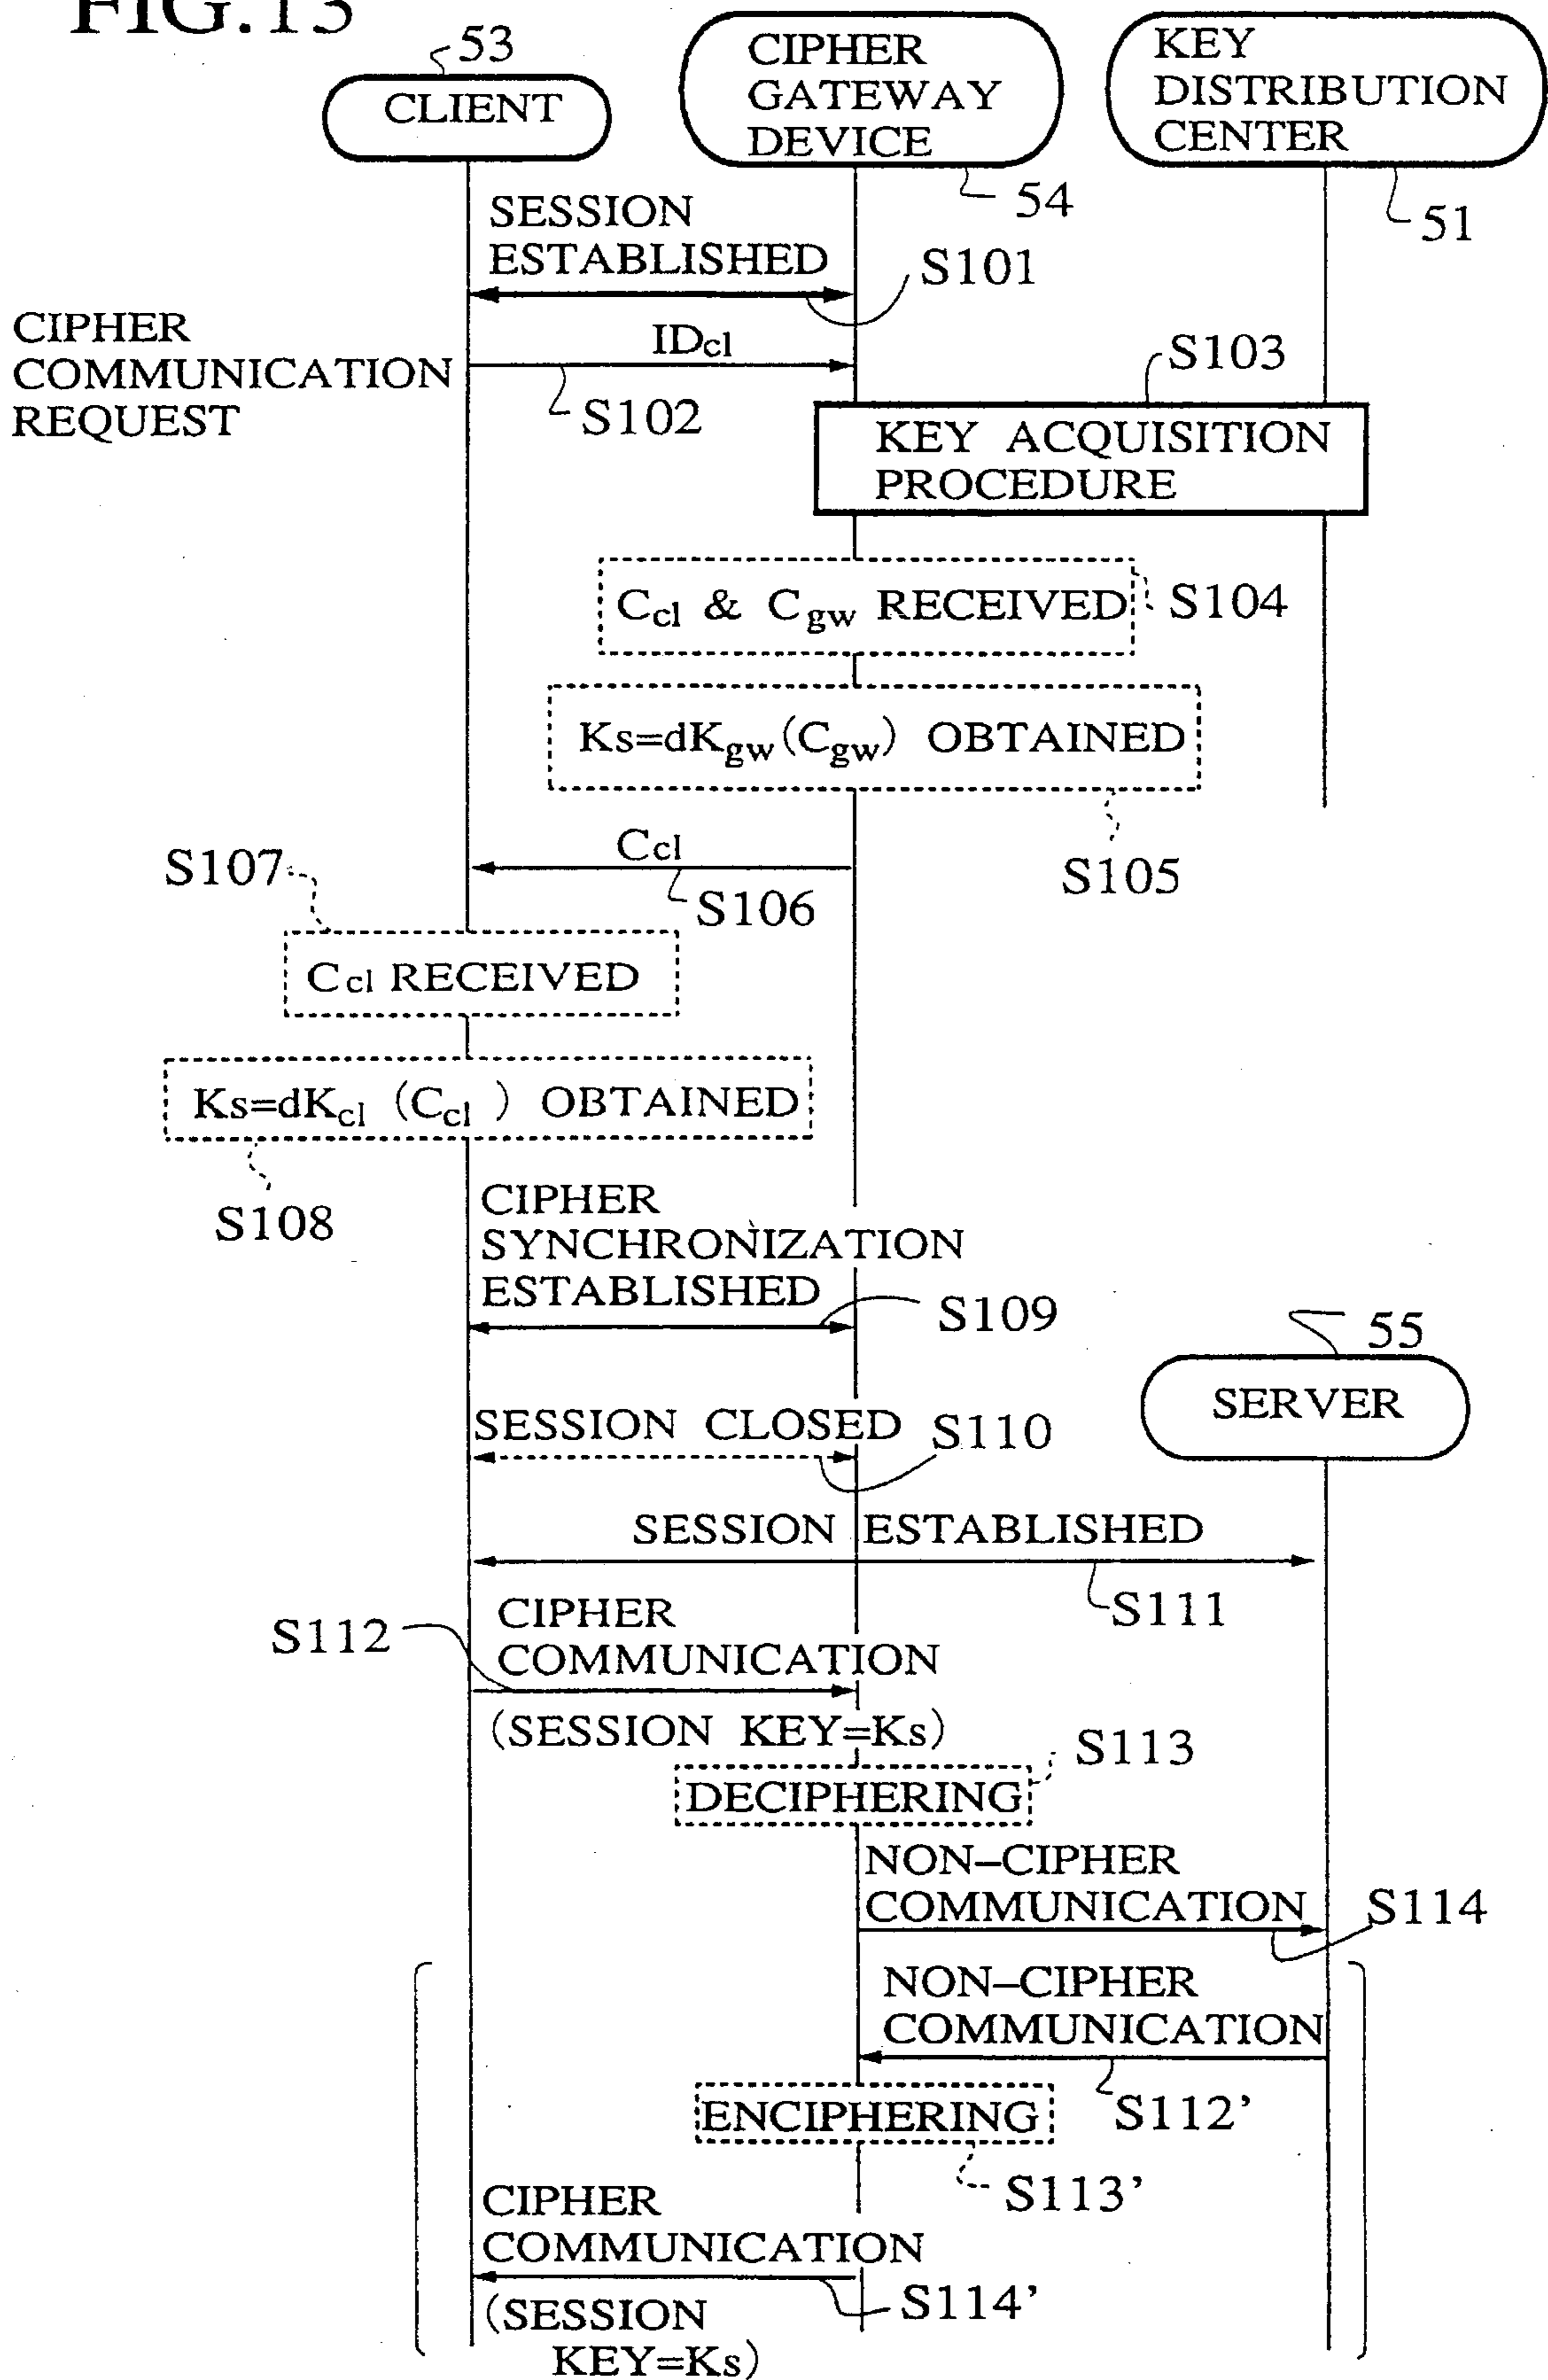 FIG.13
53
CLIENT
CIPHER
GATEWAY
DEVICE
54
KEY
DISTRIBUTION
CENTER
51
SESSION
ESTABLISHED
S101
CIPHER
COMMUNICATION
REQUEST
IDcl
S102
S103
KEY ACQUISITION
PROCEDURE
Ccl & Cgw RECEIVED
S104
Ks=dKgw(Cgw) OBTAINED
S105
Ccl
S106
S107
Ccl RECEIVED
Ks=dKcl (Ccl ) OBTAINED
S108
CIPHER
SYNCHRONIZATION
ESTABLISHED
S109
55
SERVER
SESSION CLOSED
S110
SESSION ESTABLISHED
S111
S112
CIPHER
COMMUNICATION
(SESSION KEY=Ks)
S113
DECIPHERING
NON-CIPHER
COMMUNICATION
S114
NON-CIPHER
COMMUNICATION
S112'
ENCIPHERING
S113'
CIPHER
COMMUNICATION
S114'
(SESSION
KEY=Ks)